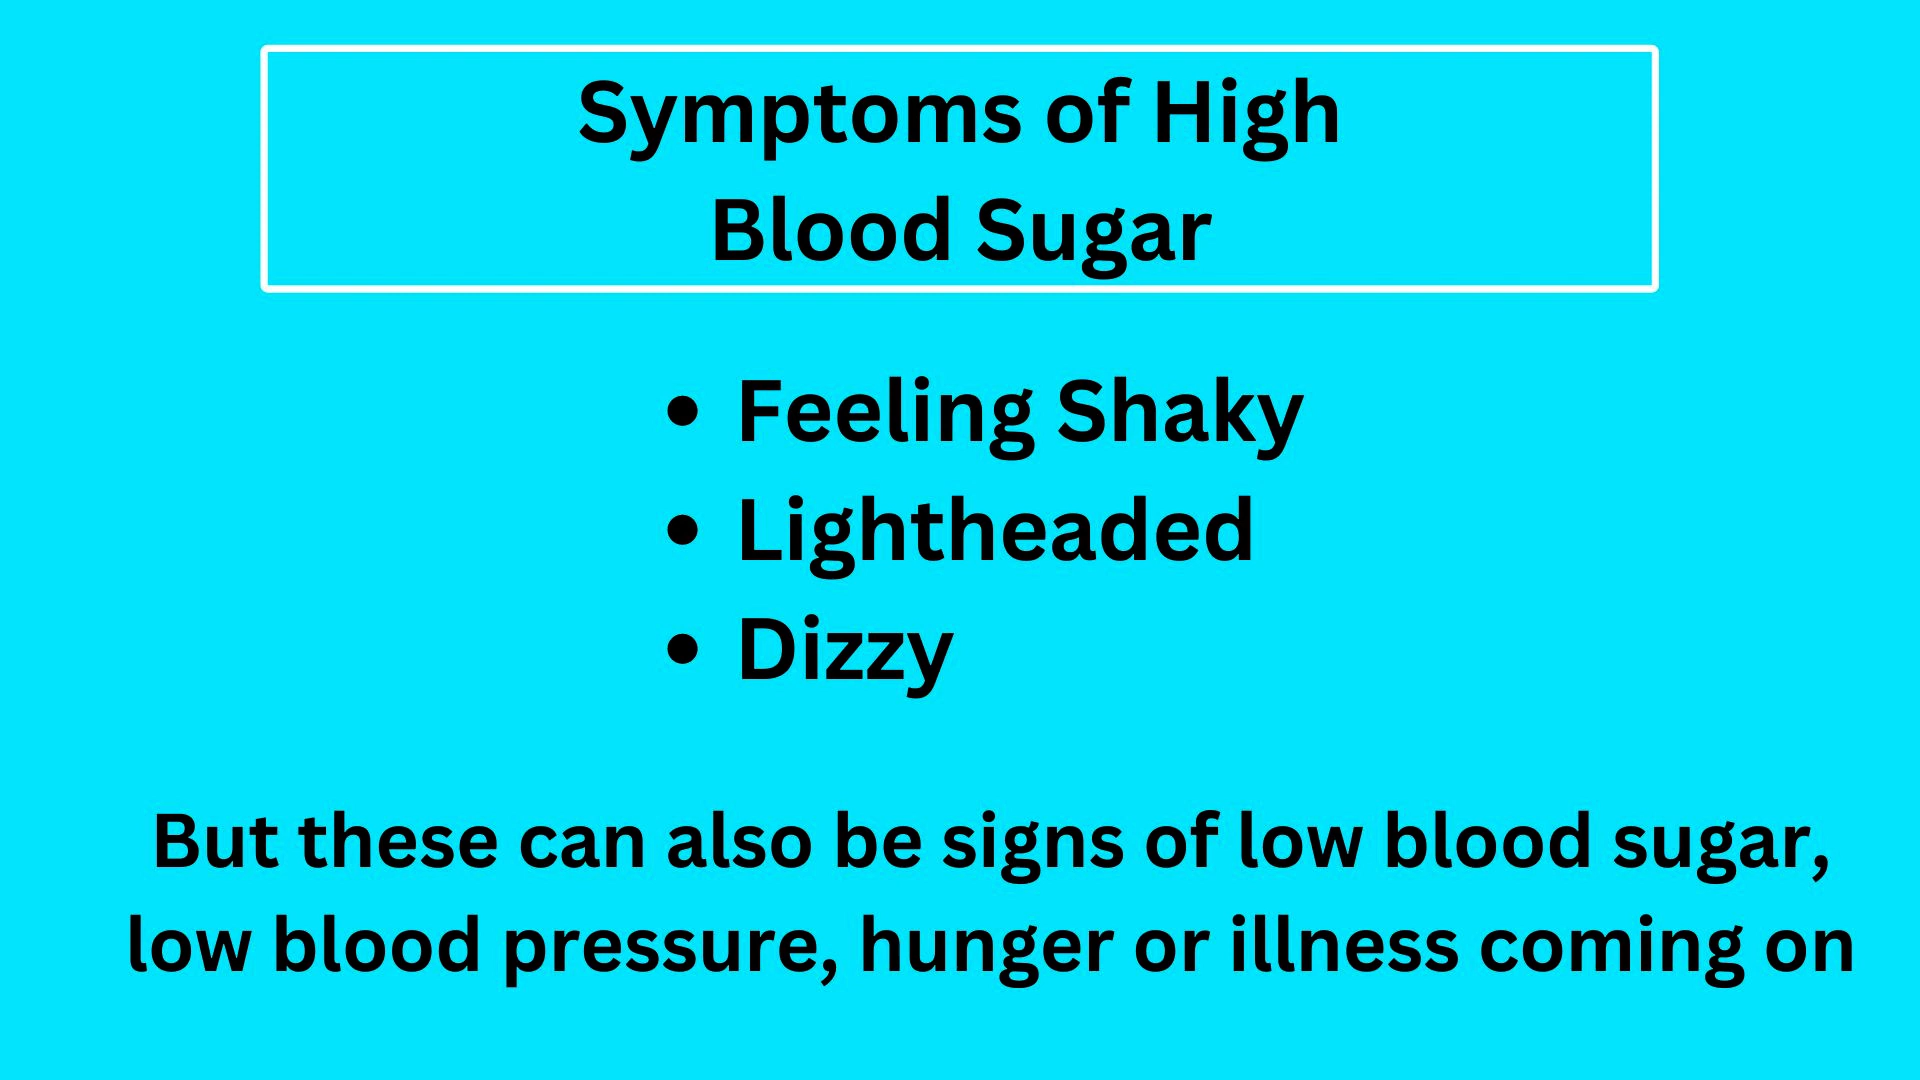 Symptoms of High
Blood Sugar
• Feeling Shaky
• Lightheaded
• Dizzy
But these can also be signs of low blood sugar,
low blood pressure, hunger or illness coming on